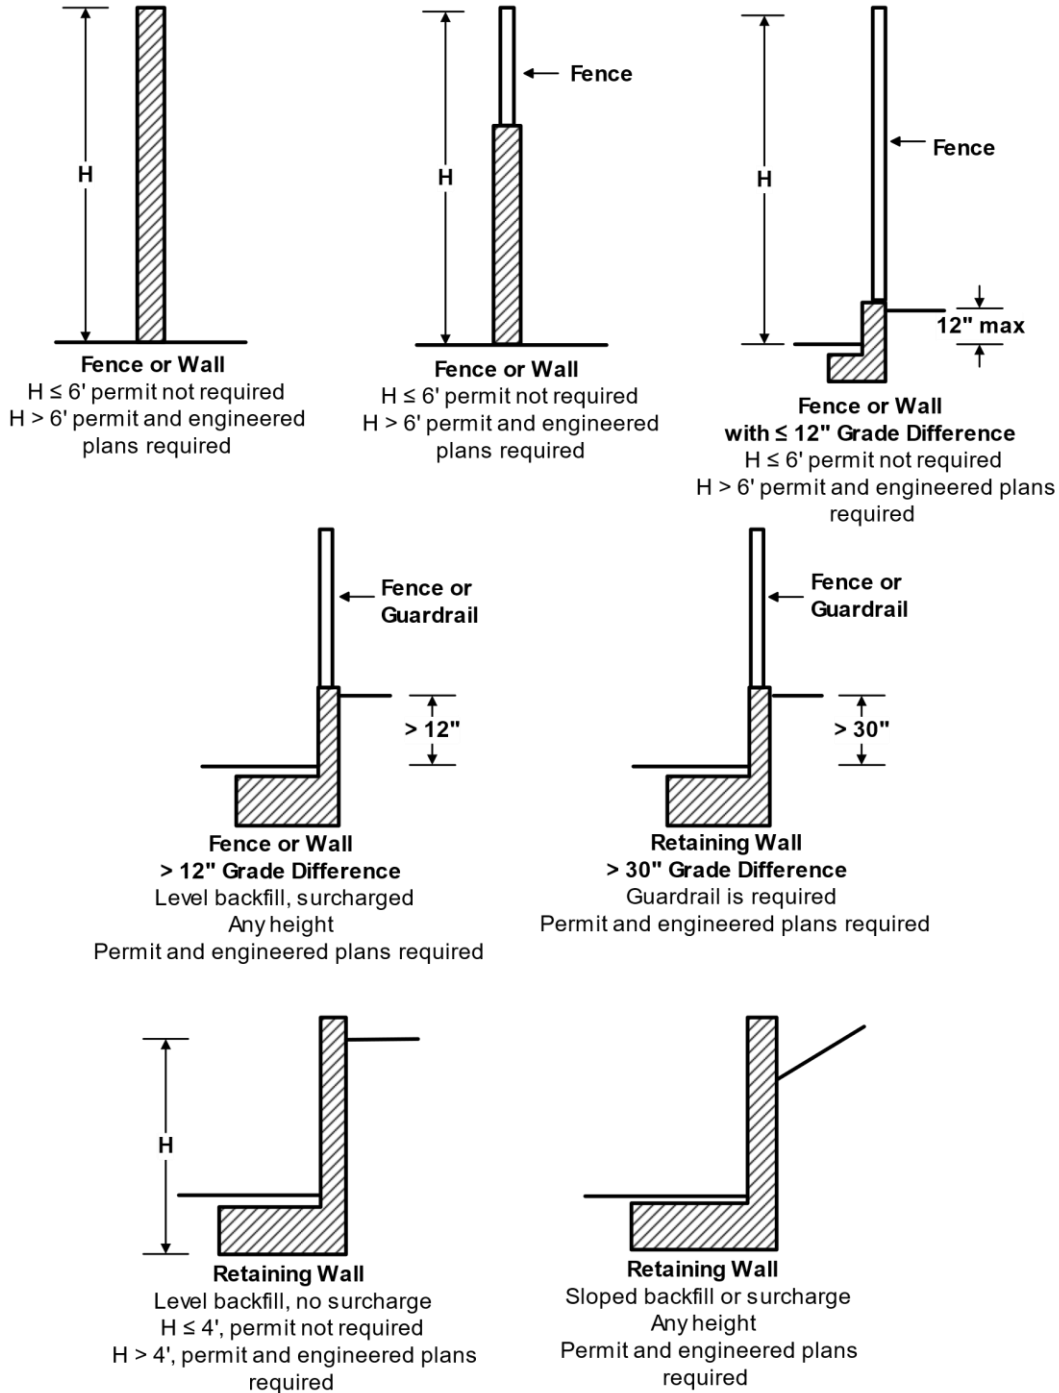 H
Fence or Wall
H ≤ 6' permit not required
H > 6' permit and engineered
plans required
H
Fence
Fence or Wall
H ≤ 6' permit not required
H > 6' permit and engineered
plans required
H
Fence
12" max
Fence or Wall
with ≤ 12" Grade Difference
H ≤ 6' permit not required
H > 6' permit and engineered plans
required
Fence or
Guardrail
> 12"
Fence or Wall
> 12" Grade Difference
Level backfill, surcharged
Any height
Permit and engineered plans required
Fence or
Guardrail
> 30"
Retaining Wall
> 30" Grade Difference
Guardrail is required
Permit and engineered plans required
H
Retaining Wall
Level backfill, no surcharge
H ≤ 4', permit not required
H > 4', permit and engineered plans
required
Retaining Wall
Sloped backfill or surcharge
Any height
Permit and engineered plans
required